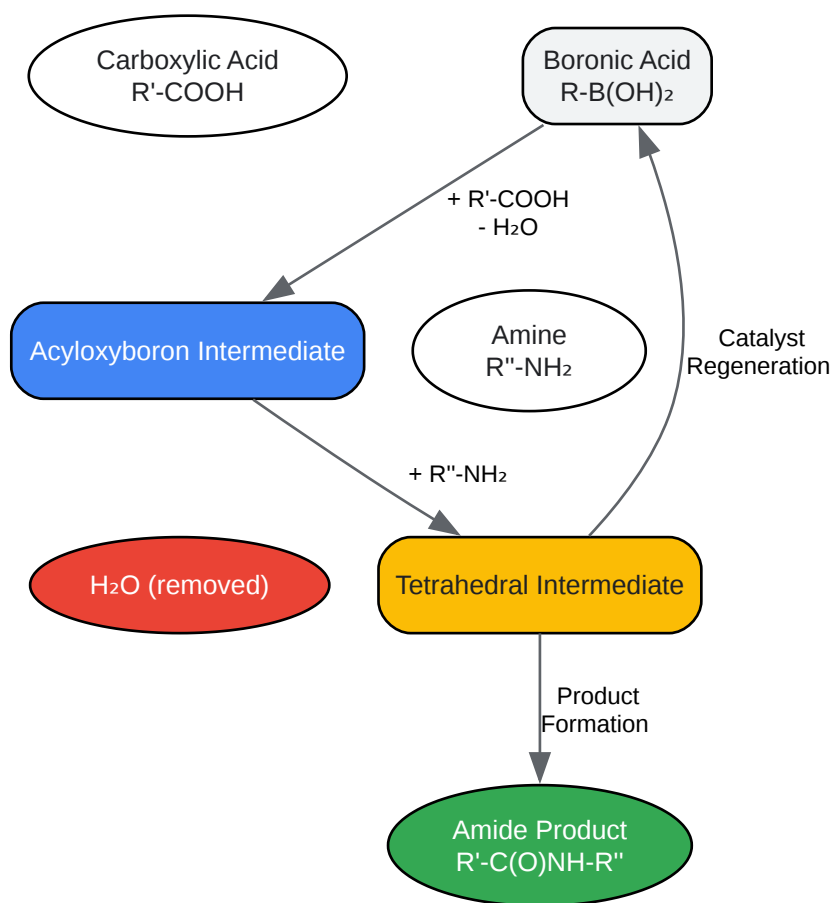 Carboxylic Acid
R'-COOH
Boronic Acid
R-B(OH)₂
+ R'-COOH
- H₂O
Acyloxyboron Intermediate
Amine
R''-NH₂
Catalyst
Regeneration
+ R''-NH₂
H₂O (removed)
Tetrahedral Intermediate
Product
Formation
Amide Product
R'-C(O)NH-R''